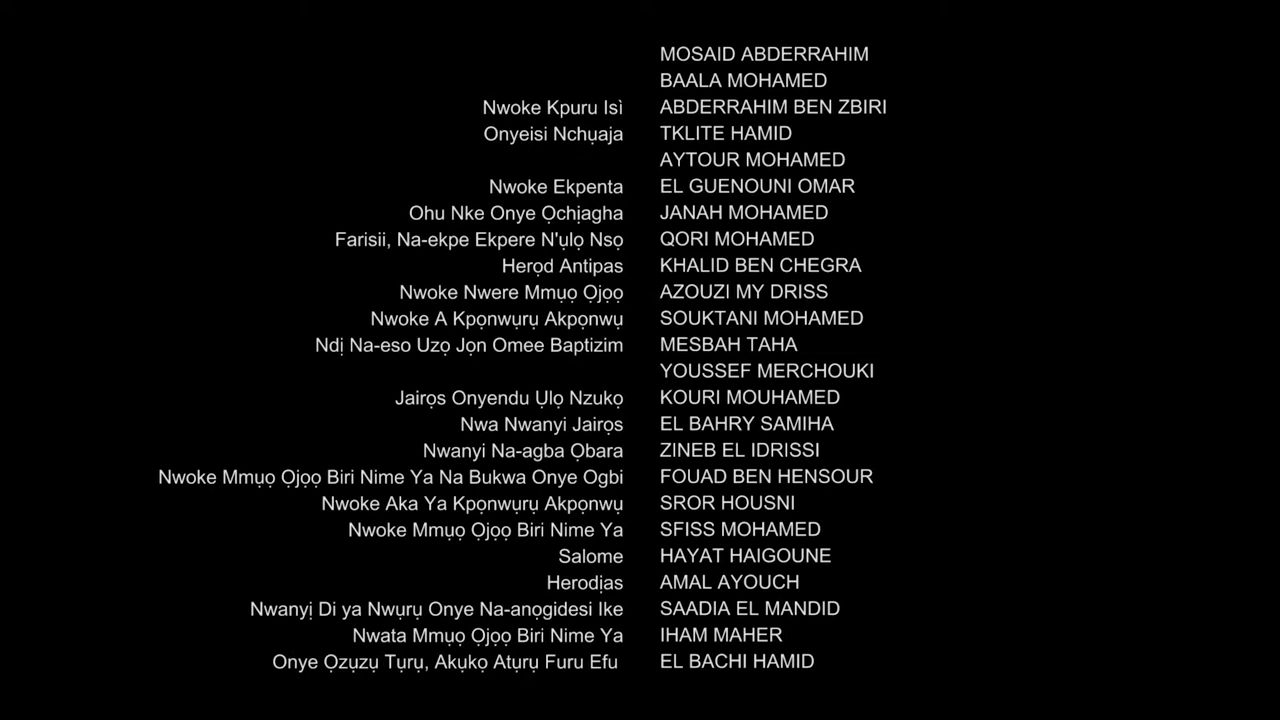 MOSAID ABDERRAHIM
BAALA MOHAMED
Nwoke Kpuru Isì ABDERRAHIM BEN ZBIRI
Onyeisi Nchụaja TKLITE HAMID
AYTOUR MOHAMED
Nwoke Ekpenta EL GUENOUNI OMAR
Ohu Nke Onye Ọchịagha JANAH MOHAMED
Farisii, Na-ekpe Ekpere N'ụlọ Nsọ QORI MOHAMED
Herọd Antipas KHALID BEN CHEGRA
Nwoke Nwere Mmụọ Ọjọọ AZOUZI MY DRISS
Nwoke A Kpọnwụrụ Akpọnwụ SOUKTANI MOHAMED
Ndị Na-eso Uzọ Jọn Omee Baptizim MESBAH TAHA
YOUSSEF MERCHOUKI
Jairọs Onyendu Ụlọ Nzukọ KOURI MOUHAMED
Nwa Nwanyi Jairọs EL BAHRY SAMIHA
Nwanyi Na-agba Ọbara ZINEB EL IDRISSI
Nwoke Mmụọ Ọjọọ Biri Nime Ya Na Bukwa Onye Ogbi FOUAD BEN HENSOUR
Nwoke Aka Ya Kpọnwụrụ Akpọnwụ SROR HOUSNI
Nwoke Mmụọ Ọjọọ Biri Nime Ya SFISS MOHAMED
Salome HAYAT HAIGOUNE
Herodịas AMAL AYOUCH
Nwanyị Di ya Nwụrụ Onye Na-anọgidesi Ike SAADIA EL MANDID
Nwata Mmụọ Ọjọọ Biri Nime Ya IHAM MAHER
Onye Ọzụzụ Tụrụ, Akụkọ Atụrụ Furu Efu EL BACHI HAMID